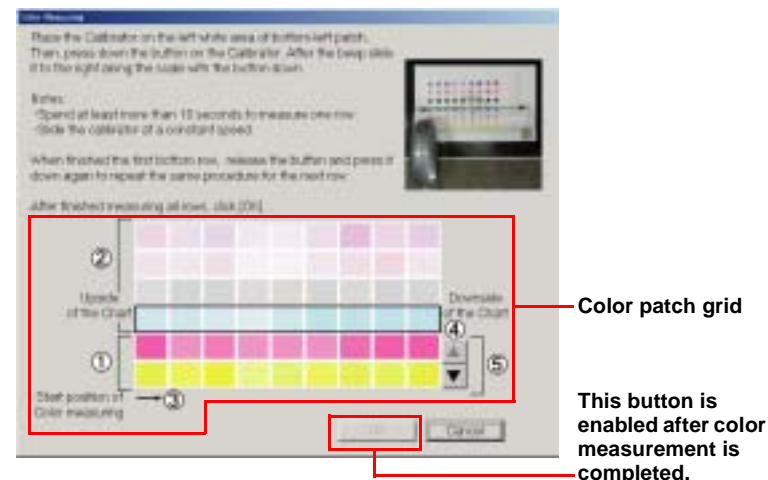 Color Measuring
Place the Calibrator on the left white area of bottom-left patch.
Then, press down the button on the Calibrator. After the beep slide
it to the right along the scale with the button down.
Notes:
-Spend at least more than 10 seconds to measure one row.
-Slide the calibrator at a constant speed.
When finished the first bottom row, release the button and press it
down again to repeat the same procedure for the next row.
After finished measuring all rows, click [OK].
②
Upside
of the Chart
Downside
of the Chart
④
①
⑤
Start position of
Color measuring
→③
OK
Cancel
Color patch grid
This button is
enabled after color
measurement is
completed.